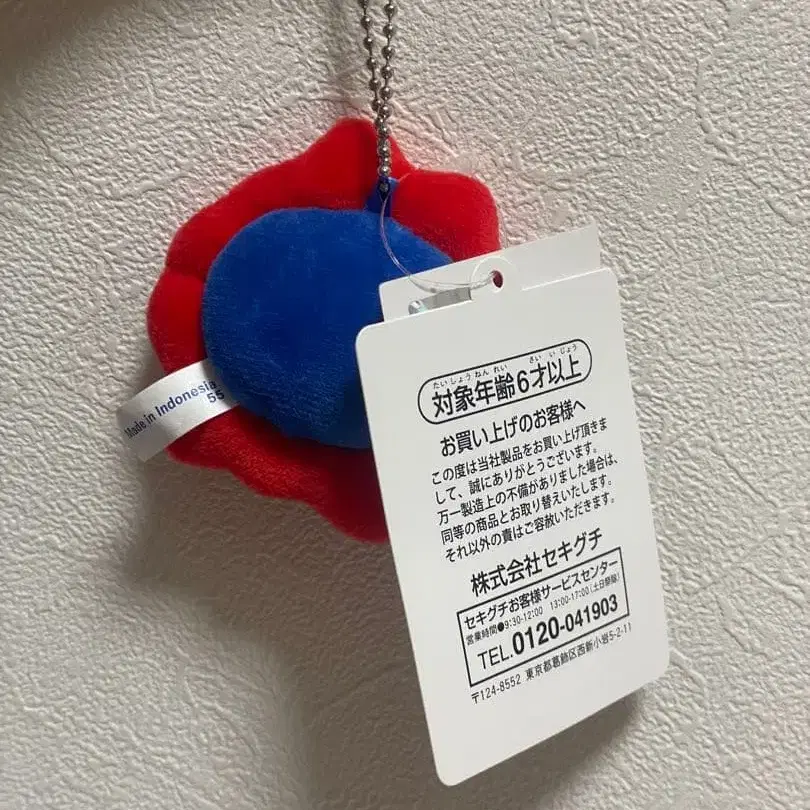 Made in Indonesia
55
たいしょうねんれい さい いじょう
対象年齢6才以上
お買い上げのお客様へ
この度は当社製品をお買い上げ頂きま
して、誠にありがとうございます。
万一製造上の不備がありました場合は、
同等の商品とお取り替えいたします。
それ以外の責はご容赦いただきます。
株式会社セキグチ
セキグチお客様サービスセンター
営業時間●9:30-12:00 13:00-17:00（土日祭除）
TEL.0120-041903
〒124-8552 東京都葛飾区西新小岩5-2-11